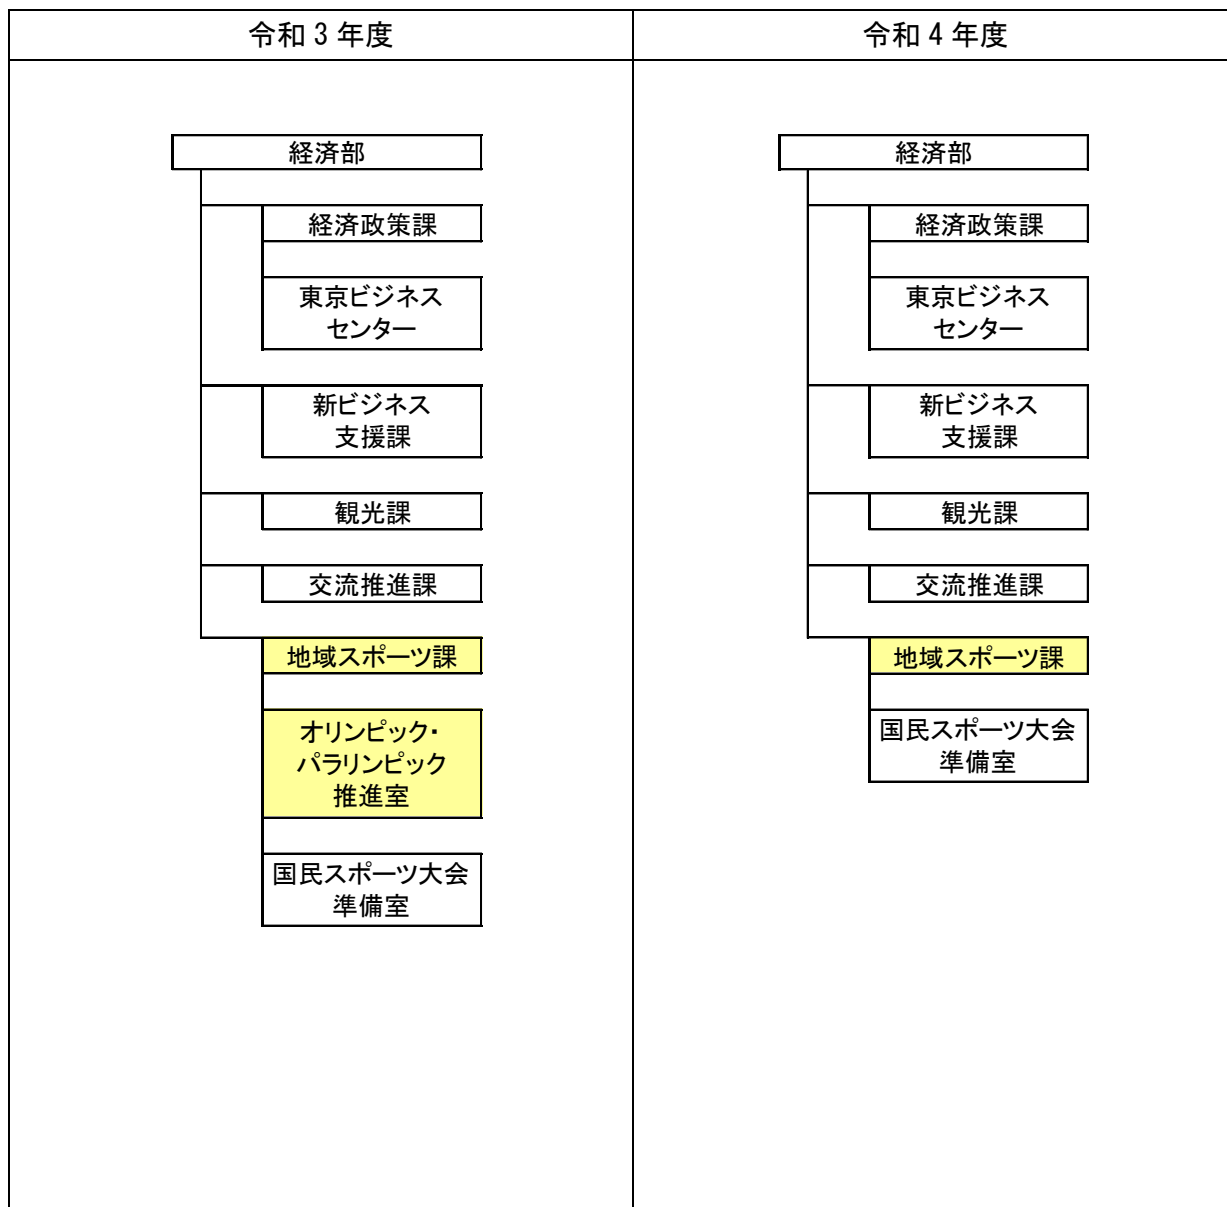 令和３年度
令和４年度
経済部
経済政策課
東京ビジネス
センター
新ビジネス
支援課
観光課
交流推進課
地域スポーツ課
オリンピック・
パラリンピック
推進室
国民スポーツ大会
準備室
経済部
経済政策課
東京ビジネス
センター
新ビジネス
支援課
観光課
交流推進課
地域スポーツ課
国民スポーツ大会
準備室